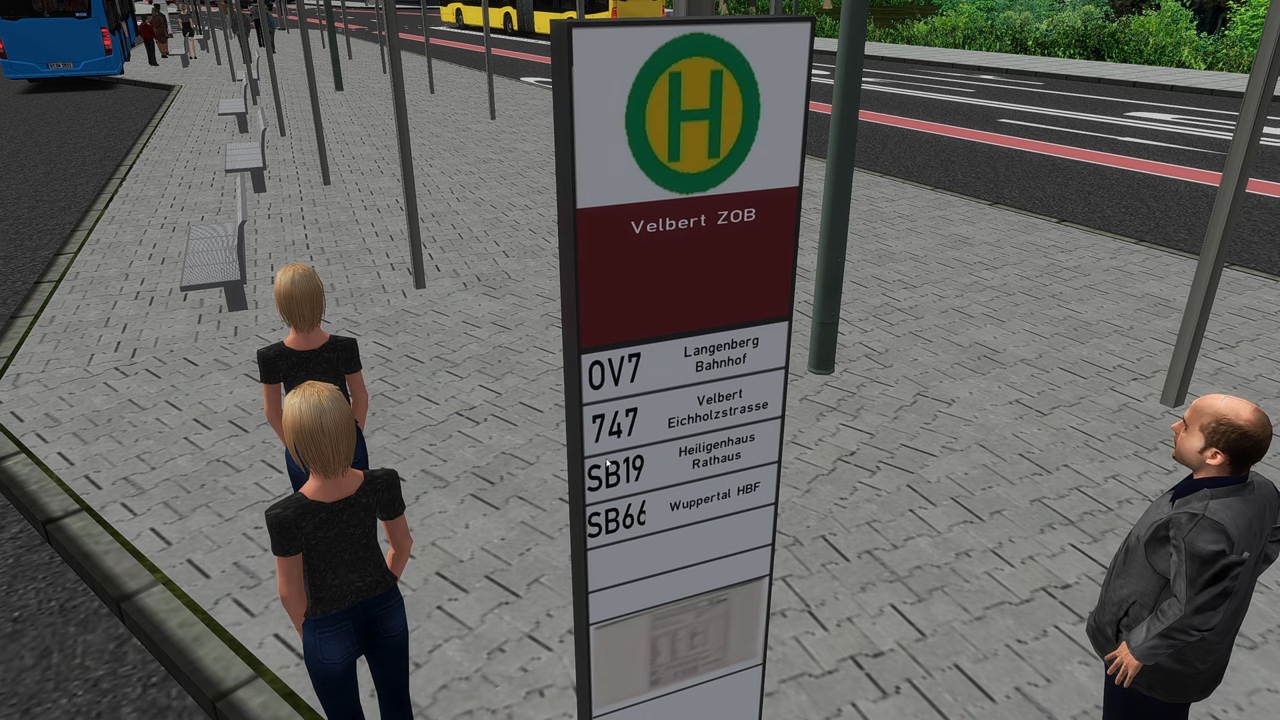 H
Velbert ZOB
OV7
Langenberg
Bahnhof
747
Velbert
Eichholzstrasse
SB19
Heiligenhaus
Rathaus
SB66
Wuppertal HBF